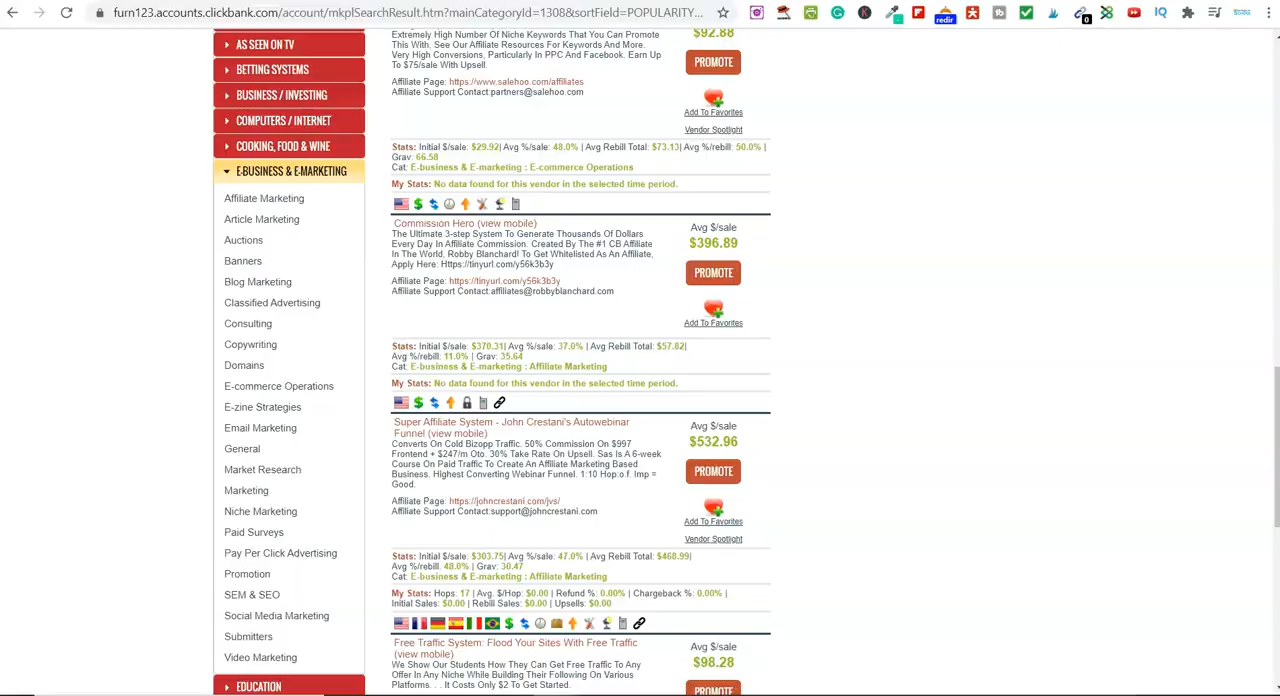 furn123.accounts.clickbank.com/account/mkplSearchResult.htm?mainCategoryId=1308&sortField=POPULARITY...
AS SEEN ON TV
BETTING SYSTEMS
BUSINESS / INVESTING
COMPUTERS / INTERNET
COOKING, FOOD & WINE
E-BUSINESS & E-MARKETING
Affiliate Marketing
Article Marketing
Auctions
Banners
Blog Marketing
Classified Advertising
Consulting
Copywriting
Domains
E-commerce Operations
E-zine Strategies
Email Marketing
General
Market Research
Marketing
Niche Marketing
Paid Surveys
Pay Per Click Advertising
Promotion
SEM & SEO
Social Media Marketing
Submitters
Video Marketing
EDUCATION
Extremely High Number Of Niche Keywords That You Can Promote
This With. See Our Affiliate Resources For Keywords And More.
Very High Conversions, Particularly In PPC And Facebook. Earn Up
To $75/sale With Upsell.
Affiliate Page: https://www.salehoo.com/affiliates
Affiliate Support Contact:partners@salehoo.com
$92.88
PROMOTE
Add To Favorites
Vendor Spotlight
Stats: Initial $/sale: $29.92| Avg %/sale: 48.0% | Avg Rebill Total: $73.13| Avg %/rebill: 50.0% |
Grav: 66.58
Cat: E-business & E-marketing : E-commerce Operations
My Stats: No data found for this vendor in the selected time period.
Commission Hero (view mobile)
The Ultimate 3-step System To Generate Thousands Of Dollars
Every Day In Affiliate Commission. Created By The #1 CB Affiliate
In The World, Robby Blanchard! To Get Whitelisted As An Affiliate,
Apply Here: Https://tinyurl.com/y56k3b3y
Affiliate Page: https://tinyurl.com/y56k3b3y
Affiliate Support Contact:affiliates@robbyblanchard.com
Avg $/sale
$396.89
PROMOTE
Add To Favorites
Stats: Initial $/sale: $370.31| Avg %/sale: 37.0% | Avg Rebill Total: $57.82|
Avg %/rebill: 11.0% | Grav: 35.64
Cat: E-business & E-marketing : Affiliate Marketing
My Stats: No data found for this vendor in the selected time period.
Super Affiliate System - John Crestani's Autowebinar
Funnel (view mobile)
Converts On Cold Bizopp Traffic. 50% Commission On $997
Frontend + $247/m Oto. 30% Take Rate On Upsell. Sas Is A 6-week
Course On Paid Traffic To Create An Affiliate Marketing Based
Business. Highest Converting Webinar Funnel. 1:10 Hop:o.f. Imp =
Good.
Affiliate Page: https://johncrestani.com/jvs/
Affiliate Support Contact:support@johncrestani.com
Avg $/sale
$532.96
PROMOTE
Add To Favorites
Vendor Spotlight
Stats: Initial $/sale: $303.75| Avg %/sale: 47.0% | Avg Rebill Total: $468.99|
Avg %/rebill: 48.0% | Grav: 30.47
Cat: E-business & E-marketing : Affiliate Marketing
My Stats: Hops: 17 | Avg. $/Hop: $0.00 | Refund %: 0.00% | Chargeback %: 0.00% |
Initial Sales: $0.00 | Rebill Sales: $0.00 | Upsells: $0.00
Free Traffic System: Flood Your Sites With Free Traffic
(view mobile)
We Show Our Students How They Can Get Free Traffic To Any
Offer In Any Niche While Building Their Following On Various
Platforms. . . It Costs Only $2 To Get Started.
Avg $/sale
$98.28
PROMOTE